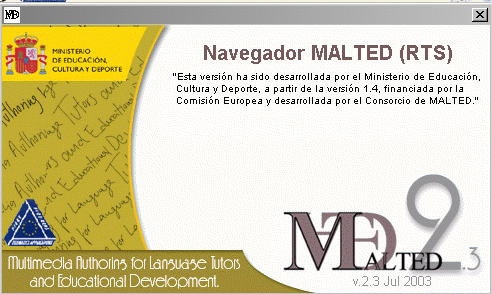 MINISTERIO
DE EDUCACIÓN,
CULTURA Y DEPORTE
Navegador MALTED (RTS)
"Esta versión ha sido desarrollada por el Ministerio de Educación,
Cultura y Deporte, a partir de la versión 1.4, financiada por la
Comisión Europea y desarrollada por el Consorcio de MALTED."
MALTED 2.3
v.2.3 Jul 2003
Multimedia Authoring for Language Tutors
and Educational Development.